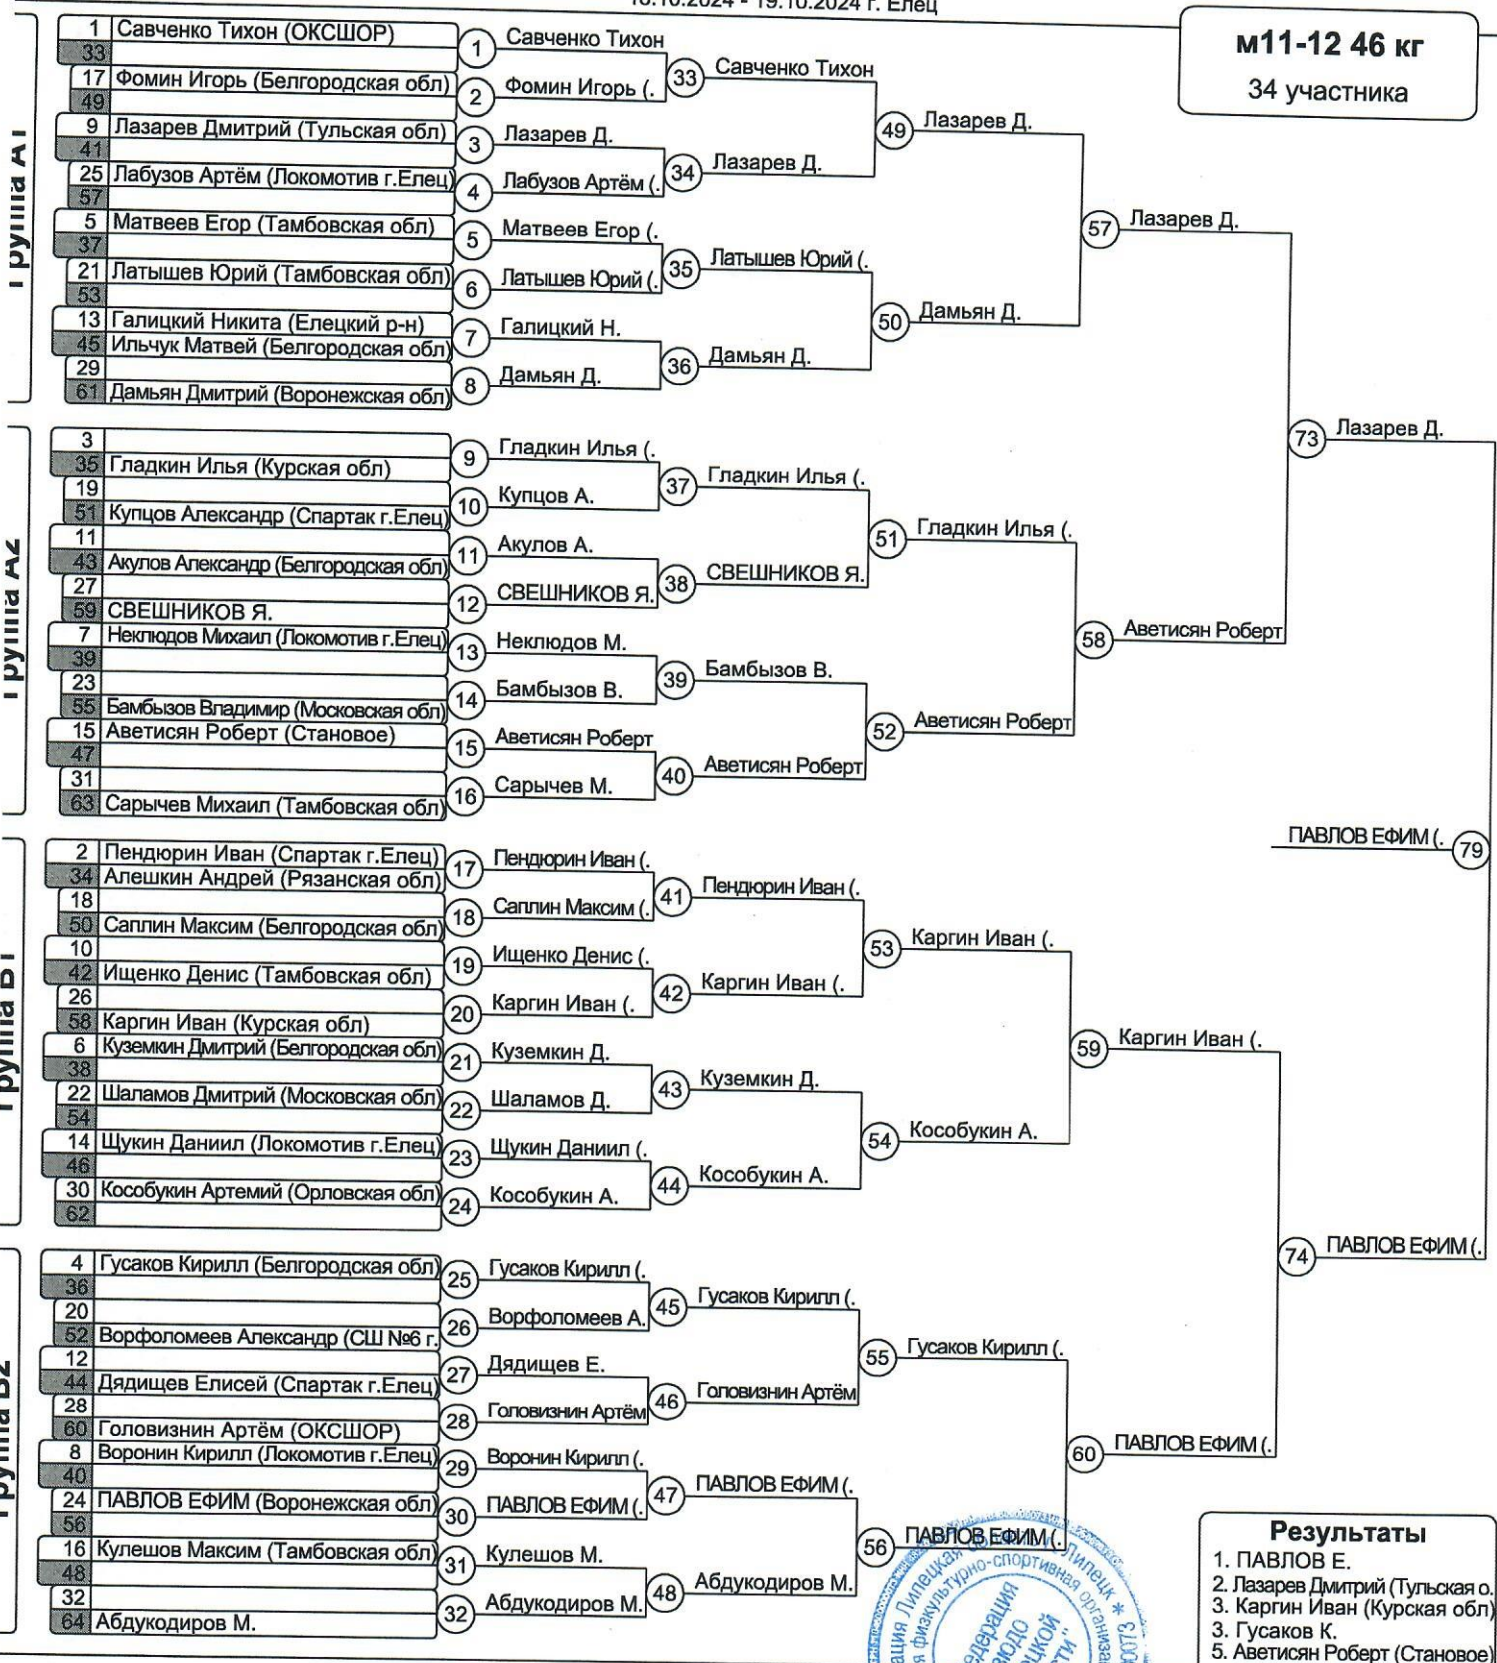 18.10.2024 - 19.10.2024 г. Елец
м11-12 46 кг
34 участника
Группа А1
1 Савченко Тихон (ОКСШОР)
33
17 Фомин Игорь (Белгородская обл)
49
9 Лазарев Дмитрий (Тульская обл)
41
25 Лабузов Артём (Локомотив г.Елец)
57
5 Матвеев Егор (Тамбовская обл)
37
21 Латышев Юрий (Тамбовская обл)
53
13 Галицкий Никита (Елецкий р-н)
45 Ильчук Матвей (Белгородская обл)
29
61 Дамьян Дмитрий (Воронежская обл)
1 Савченко Тихон
2 Фомин Игорь (.
3 Лазарев Д.
4 Лабузов Артём (.
5 Матвеев Егор (.
6 Латышев Юрий (.
7 Галицкий Н.
8 Дамьян Д.
33 Савченко Тихон
34 Лазарев Д.
35 Латышев Юрий (.
36 Дамьян Д.
49 Лазарев Д.
50 Дамьян Д.
57 Лазарев Д.
Группа А2
3
35 Гладкин Илья (Курская обл)
19
51 Купцов Александр (Спартак г.Елец)
11
43 Акулов Александр (Белгородская обл)
27
59 СВЕШНИКОВ Я.
7 Неклюдов Михаил (Локомотив г.Елец)
39
23
55 Бамбызов Владимир (Московская обл)
15 Аветисян Роберт (Становое)
47
31
63 Сарычев Михаил (Тамбовская обл)
9 Гладкин Илья (.
10 Купцов А.
11 Акулов А.
12 СВЕШНИКОВ Я.
13 Неклюдов М.
14 Бамбызов В.
15 Аветисян Роберт
16 Сарычев М.
37 Гладкин Илья (.
38 СВЕШНИКОВ Я.
39 Бамбызов В.
40 Аветисян Роберт
51 Гладкин Илья (.
52 Аветисян Роберт
58 Аветисян Роберт
73 Лазарев Д.
Группа В1
2 Пендюрин Иван (Спартак г.Елец)
34 Алешкин Андрей (Рязанская обл)
18
50 Саплин Максим (Белгородская обл)
10
42 Ищенко Денис (Тамбовская обл)
26
58 Каргин Иван (Курская обл)
6 Куземкин Дмитрий (Белгородская обл)
38
22 Шаламов Дмитрий (Московская обл)
54
14 Щукин Даниил (Локомотив г.Елец)
46
30 Кособукин Артемий (Орловская обл)
62
17 Пендюрин Иван (.
18 Саплин Максим (.
19 Ищенко Денис (.
20 Каргин Иван (.
21 Куземкин Д.
22 Шаламов Д.
23 Щукин Даниил (.
24 Кособукин А.
41 Пендюрин Иван (.
42 Каргин Иван (.
43 Куземкин Д.
44 Кособукин А.
53 Каргин Иван (.
54 Кособукин А.
59 Каргин Иван (.
Группа В2
4 Гусаков Кирилл (Белгородская обл)
36
20
52 Ворфоломеев Александр (СШ №6 г.
12
44 Дядищев Елисей (Спартак г.Елец)
28
60 Головизнин Артём (ОКСШОР)
8 Воронин Кирилл (Локомотив г.Елец)
40
24 ПАВЛОВ ЕФИМ (Воронежская обл)
56
16 Кулешов Максим (Тамбовская обл)
48
32
64 Абдукодиров М.
25 Гусаков Кирилл (.
26 Ворфоломеев А.
27 Дядищев Е.
28 Головизнин Артём
29 Воронин Кирилл (.
30 ПАВЛОВ ЕФИМ (.
31 Кулешов М.
32 Абдукодиров М.
45 Гусаков Кирилл (.
46 Головизнин Артём
47 ПАВЛОВ ЕФИМ (.
48 Абдукодиров М.
55 Гусаков Кирилл (.
56 ПАВЛОВ ЕФИМ (.
60 ПАВЛОВ ЕФИМ (.
74 ПАВЛОВ ЕФИМ (.
ПАВЛОВ ЕФИМ (. 79
Результаты
1. ПАВЛОВ Е.
2. Лазарев Дмитрий (Тульская о.
3. Каргин Иван (Курская обл)
3. Гусаков К.
5. Аветисян Роберт (Становое)
Липецкая
Липецк *
физкультурно-спортивная